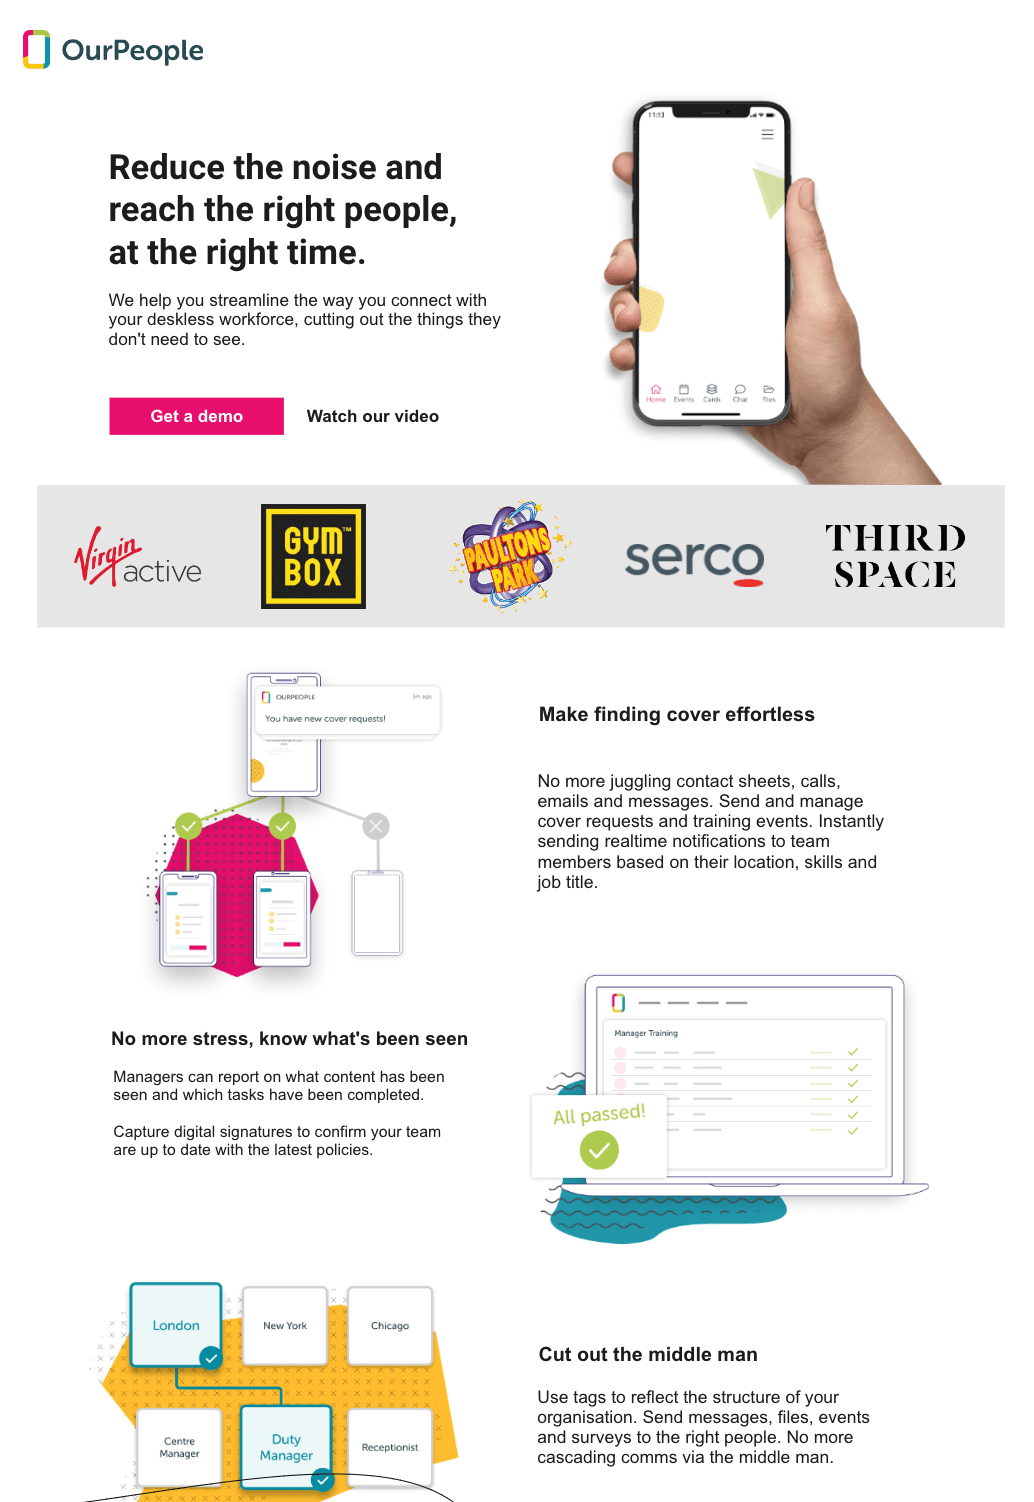 OurPeople
11:13
Reduce the noise and
reach the right people,
at the right time.
We help you streamline the way you connect with
your deskless workforce, cutting out the things they
don't need to see.
Get a demo
Watch our video
Home Events Cards Chat Files
Virgin
active
GYM™
BOX
PAULTONS
PARK
serco
THIRD
SPACE
OURPEOPLE
5m ago
You have new cover requests!
Make finding cover effortless
No more juggling contact sheets, calls,
emails and messages. Send and manage
cover requests and training events. Instantly
sending realtime notifications to team
members based on their location, skills and
job title.
No more stress, know what's been seen
Managers can report on what content has been
seen and which tasks have been completed.
Capture digital signatures to confirm your team
are up to date with the latest policies.
Manager Training
All passed!
London
New York
Chicago
Centre
Manager
Duty
Manager
Receptionist
Cut out the middle man
Use tags to reflect the structure of your
organisation. Send messages, files, events
and surveys to the right people. No more
cascading comms via the middle man.